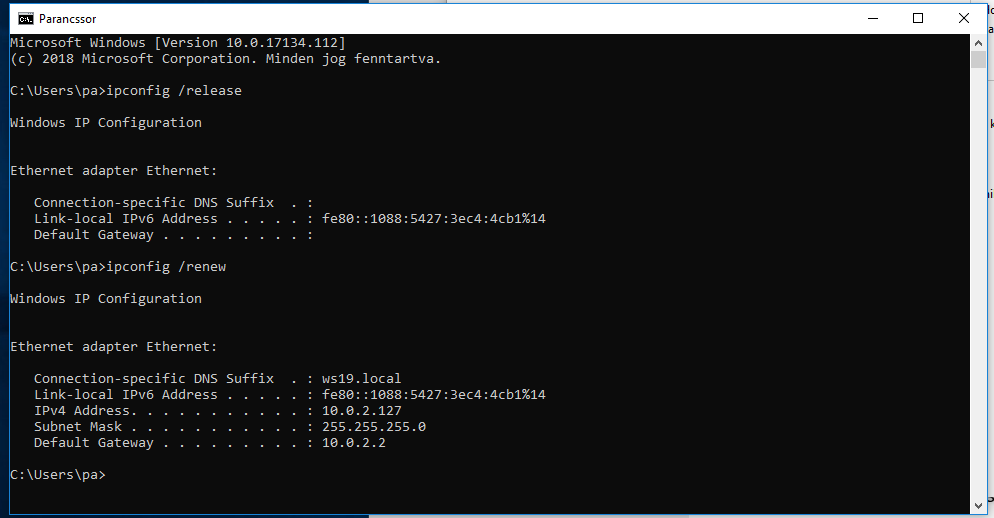 Parancssor
Microsoft Windows [Version 10.0.17134.112]
(c) 2018 Microsoft Corporation. Minden jog fenntartva.
C:\Users\pa>ipconfig /release
Windows IP Configuration
Ethernet adapter Ethernet:
Connection-specific DNS Suffix  . :
Link-local IPv6 Address . . . . . : fe80::1088:5427:3ec4:4cb1%14
Default Gateway . . . . . . . . . :
C:\Users\pa>ipconfig /renew
Windows IP Configuration
Ethernet adapter Ethernet:
Connection-specific DNS Suffix  . : ws19.local
Link-local IPv6 Address . . . . . : fe80::1088:5427:3ec4:4cb1%14
IPv4 Address. . . . . . . . . . . : 10.0.2.127
Subnet Mask . . . . . . . . . . . : 255.255.255.0
Default Gateway . . . . . . . . . : 10.0.2.2
C:\Users\pa>